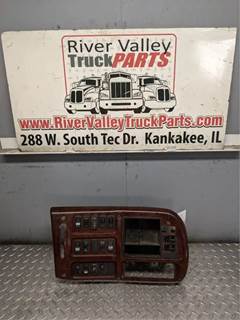 River Valley
TruckPARTS
www.RiverValleyTruckParts.com
288 W. South Tec Dr. Kankakee, IL